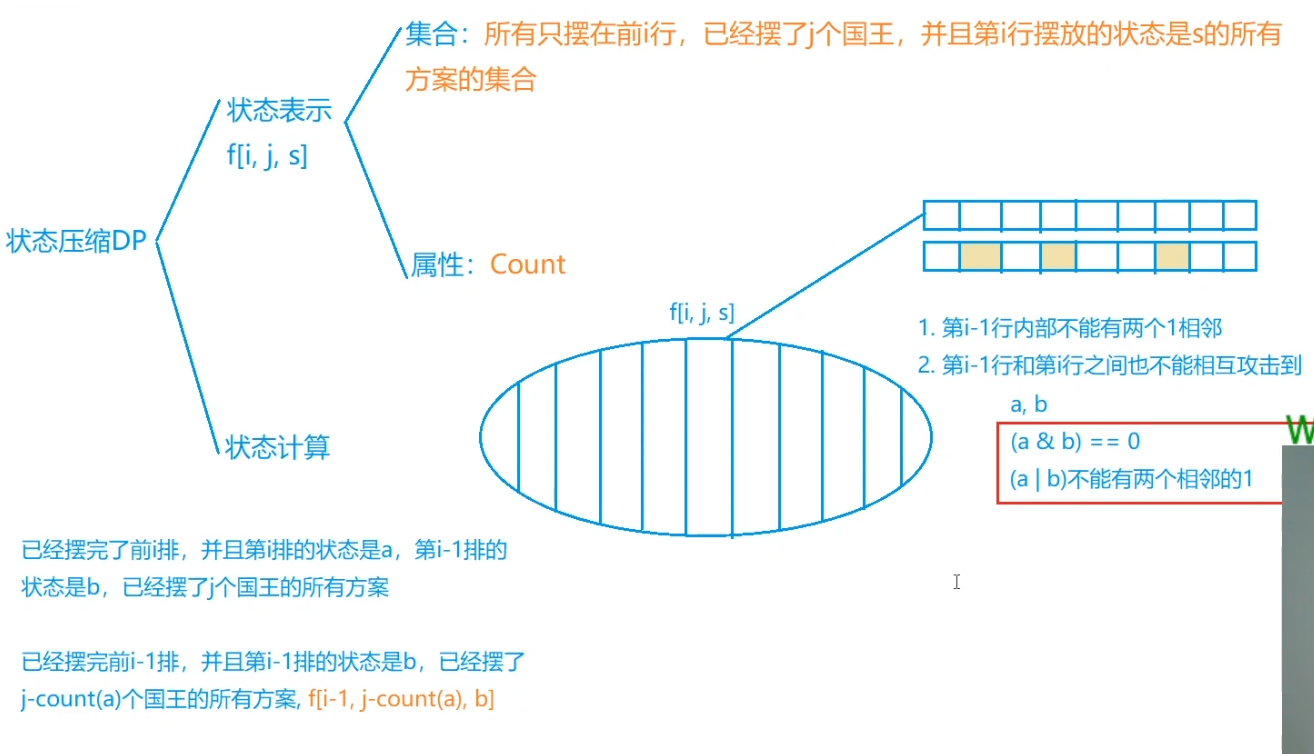 集合：所有只摆在前i行，已经摆了j个国王，并且第i行摆放的状态是s的所有
方案的集合
状态表示
f[i, j, s]
状态压缩DP
属性：Count
f[i, j, s]
1. 第i-1行内部不能有两个1相邻
2. 第i-1行和第i行之间也不能相互攻击到
a, b
(a & b) == 0
(a | b)不能有两个相邻的1
状态计算
已经摆完了前i排，并且第i排的状态是a，第i-1排的
状态是b，已经摆了j个国王的所有方案
已经摆完前i-1排，并且第i-1排的状态是b，已经摆了
j-count(a)个国王的所有方案, f[i-1, j-count(a), b]